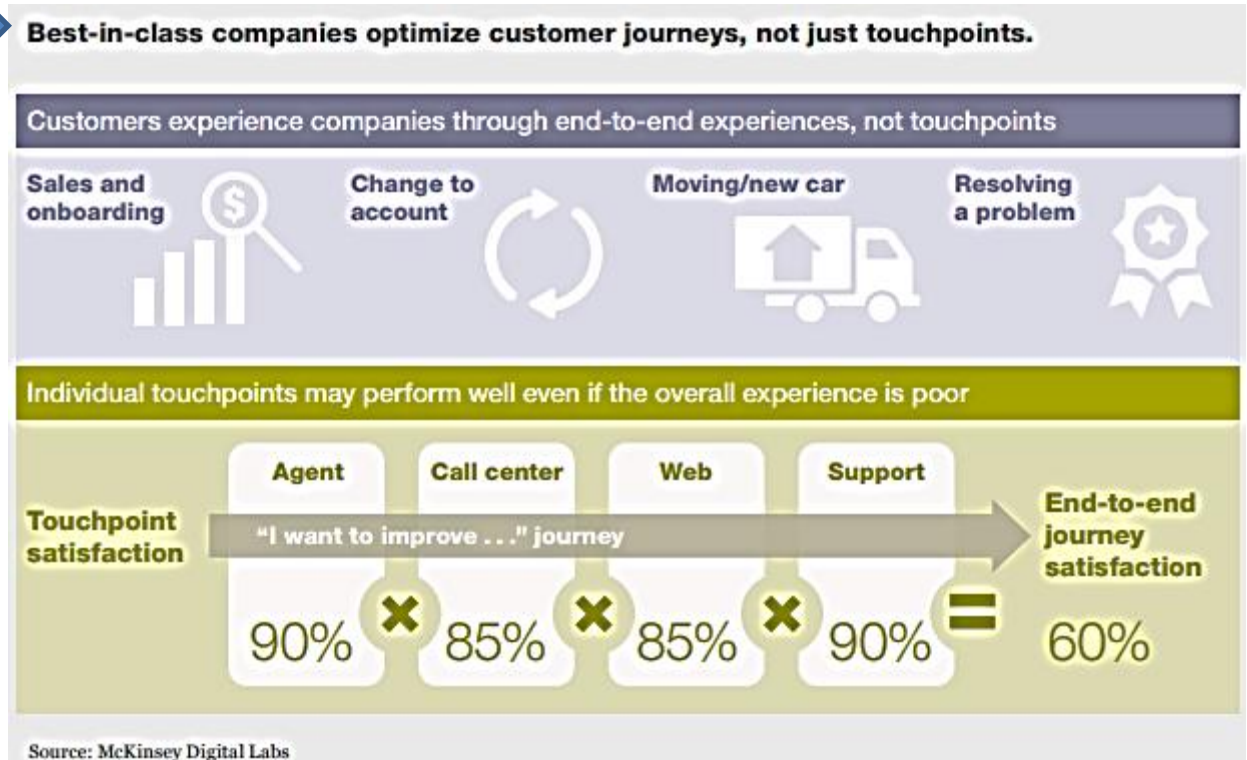 Best-in-class companies optimize customer journeys, not just touchpoints.
Customers experience companies through end-to-end experiences, not touchpoints
Sales and
onboarding
$
Change to
account
Moving/new car
Resolving
a problem
Individual touchpoints may perform well even if the overall experience is poor
Touchpoint
satisfaction
Agent
Call center
Web
Support
"I want to improve . . ." journey
90% × 85% × 85% × 90% =
End-to-end
journey
satisfaction
60%
Source: McKinsey Digital Labs